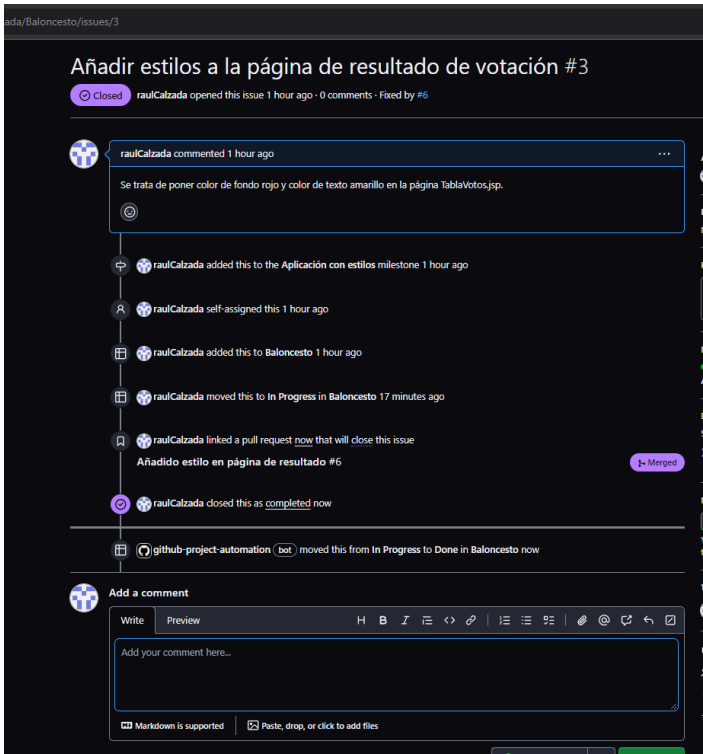 ada/Baloncesto/issues/3
Añadir estilos a la página de resultado de votación #3
Closed raulCalzada opened this issue 1 hour ago · 0 comments · Fixed by #6
raulCalzada commented 1 hour ago
Se trata de poner color de fondo rojo y color de texto amarillo en la página TablaVotos.jsp.
raulCalzada added this to the Aplicación con estilos milestone 1 hour ago
raulCalzada self-assigned this 1 hour ago
raulCalzada added this to Baloncesto 1 hour ago
raulCalzada moved this to In Progress in Baloncesto 17 minutes ago
raulCalzada linked a pull request now that will close this issue
Añadido estilo en página de resultado #6 Merged
raulCalzada closed this as completed now
github-project-automation bot moved this from In Progress to Done in Baloncesto now
Add a comment
Write Preview
Add your comment here...
Markdown is supported Paste, drop, or click to add files